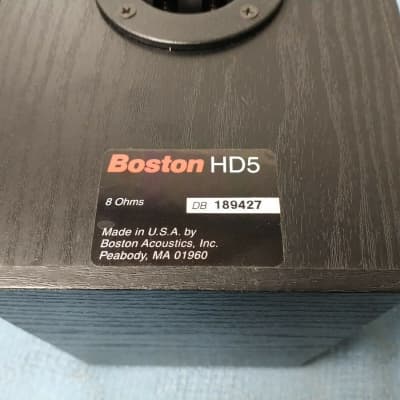 Boston HD5
8 Ohms DB 189427
Made in U.S.A. by
Boston Acoustics, Inc.
Peabody, MA 01960